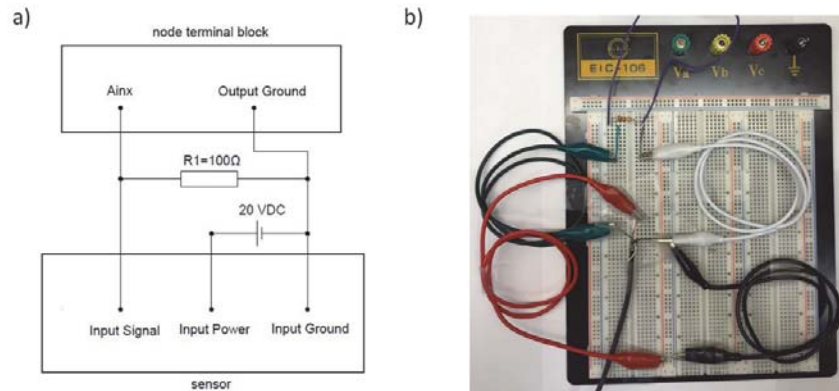 a)
node terminal block
Ainx
Output Ground
R1=100Ω
20 VDC
Input Signal
Input Power
Input Ground
sensor
b)
EIC-106
Va
Vb
Vc